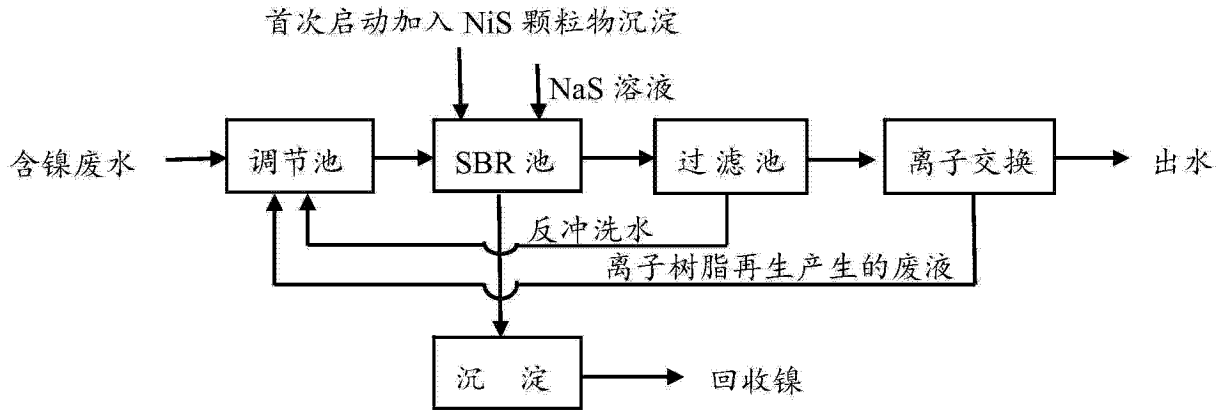 首次启动加入 NiS 颗粒物沉淀
NaS 溶液
含镍废水
调节池
SBR 池
过滤池
离子交换
出水
反冲洗水
离子树脂再生产生的废液
沉 淀
回收镍